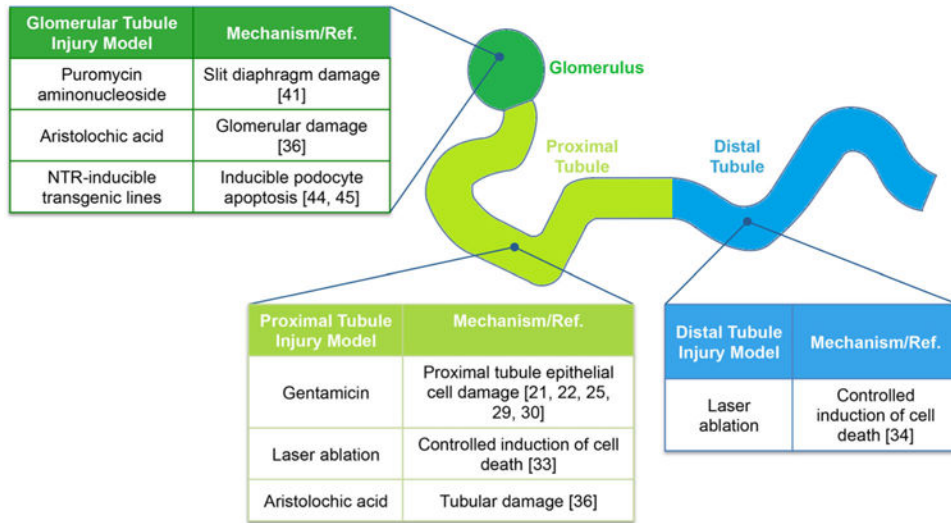 Glomerular Tubule
Injury Model
Mechanism/Ref.
Puromycin
aminonucleoside
Slit diaphragm damage
[41]
Aristolochic acid
Glomerular damage
[36]
NTR-inducible
transgenic lines
Inducible podocyte
apoptosis [44, 45]
Glomerulus
Proximal
Tubule
Distal
Tubule
Proximal Tubule
Injury Model
Mechanism/Ref.
Gentamicin
Proximal tubule epithelial
cell damage [21, 22, 25,
29, 30]
Laser ablation
Controlled induction of cell
death [33]
Aristolochic acid
Tubular damage [36]
Distal Tubule
Injury Model
Mechanism/Ref.
Laser
ablation
Controlled
induction of cell
death [34]